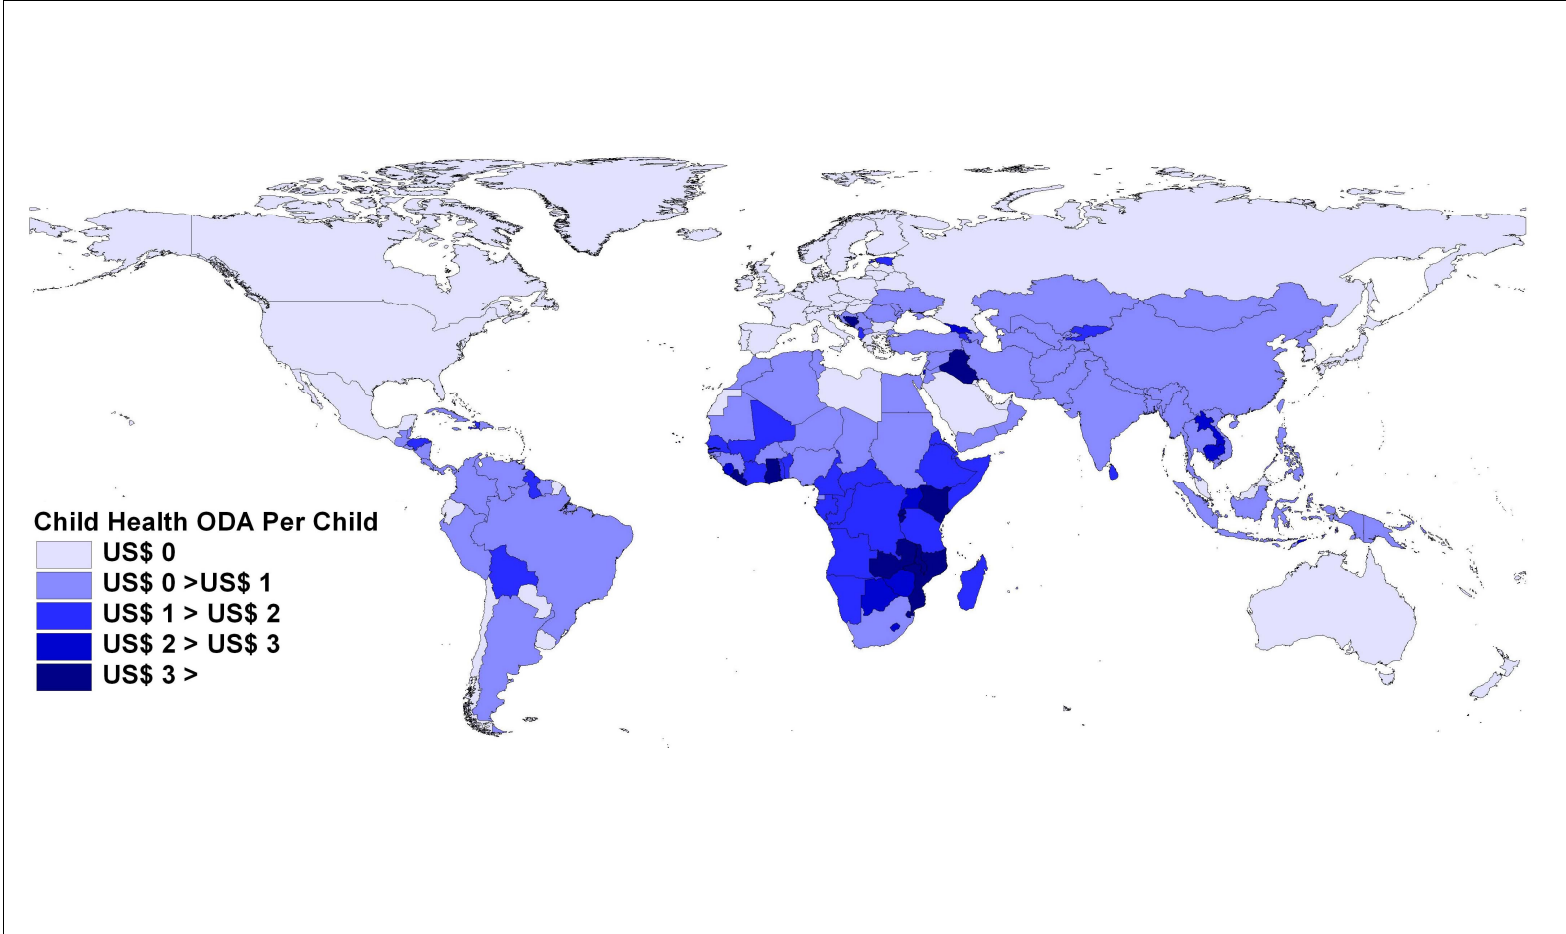 Child Health ODA Per Child
US$ 0
US$ 0 >US$ 1
US$ 1 > US$ 2
US$ 2 > US$ 3
US$ 3 >